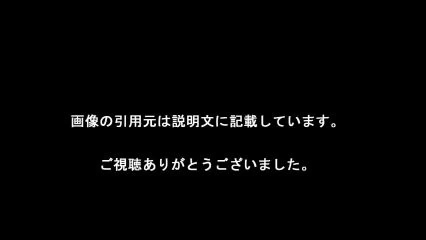 画像の引用元は説明文に記載しています。
ご視聴ありがとうございました。